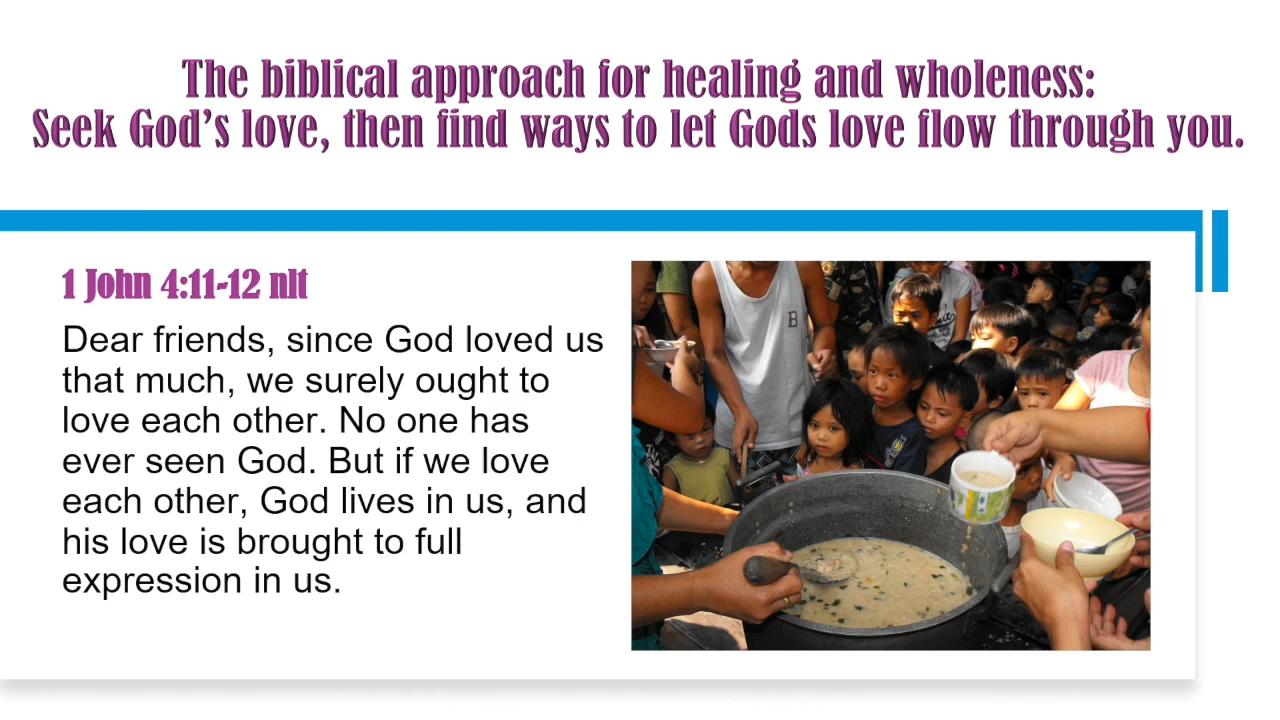 The biblical approach for healing and wholeness:
Seek God's love, then find ways to let Gods love flow through you.
1 John 4:11-12 nlt
Dear friends, since God loved us
that much, we surely ought to
love each other. No one has
ever seen God. But if we love
each other, God lives in us, and
his love is brought to full
expression in us.
B